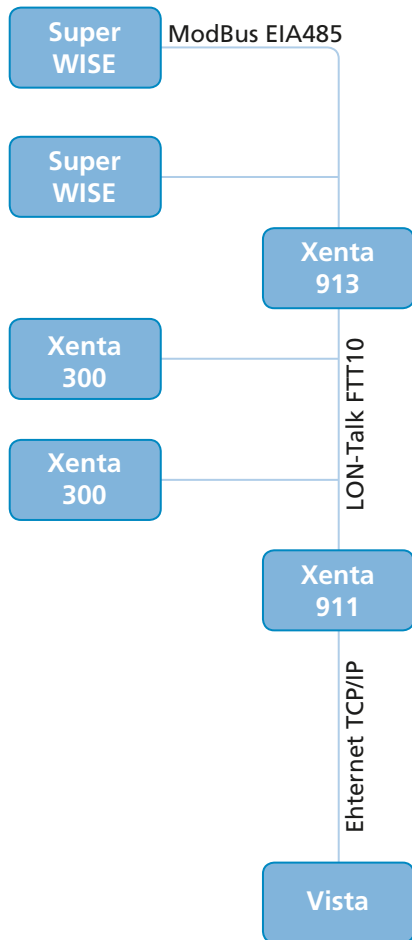 Super
WISE
ModBus EIA485
Super
WISE
Xenta
913
Xenta
300
LON-Talk FTT10
Xenta
300
Xenta
911
Ehternet TCP/IP
Vista